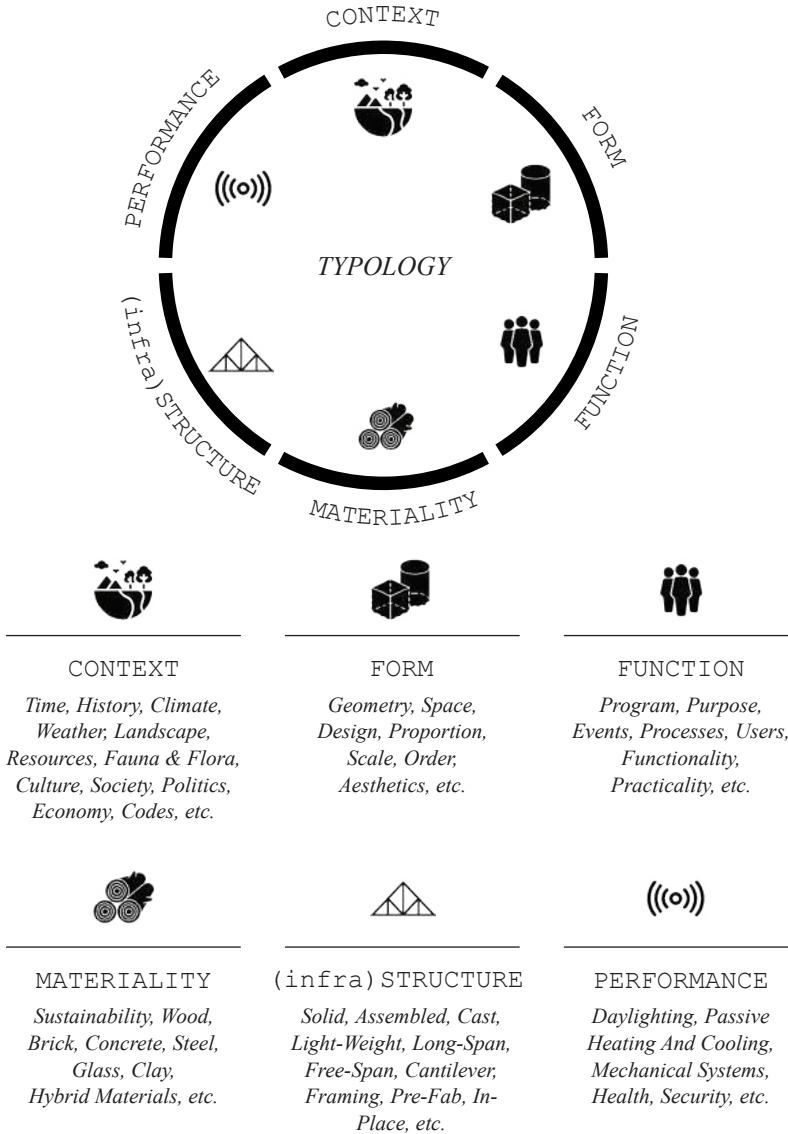 CONTEXT
PERFORMANCE
FORM
TYPOLOGY
(infra)STRUCTURE
FUNCTION
MATERIALITY
CONTEXT
Time, History, Climate,
Weather, Landscape,
Resources, Fauna & Flora,
Culture, Society, Politics,
Economy, Codes, etc.
FORM
Geometry, Space,
Design, Proportion,
Scale, Order,
Aesthetics, etc.
FUNCTION
Program, Purpose,
Events, Processes, Users,
Functionality,
Practicality, etc.
MATERIALITY
Sustainability, Wood,
Brick, Concrete, Steel,
Glass, Clay,
Hybrid Materials, etc.
(infra)STRUCTURE
Solid, Assembled, Cast,
Light-Weight, Long-Span,
Free-Span, Cantilever,
Framing, Pre-Fab, In-
Place, etc.
PERFORMANCE
Daylighting, Passive
Heating And Cooling,
Mechanical Systems,
Health, Security, etc.